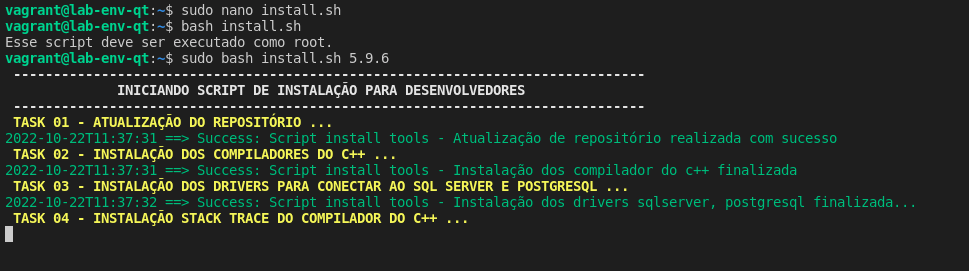 vagrant@lab-env-qt:~$ sudo nano install.sh
vagrant@lab-env-qt:~$ bash install.sh
Esse script deve ser executado como root.
vagrant@lab-env-qt:~$ sudo bash install.sh 5.9.6
-------------------------------------------------------------------------------
INICIANDO SCRIPT DE INSTALAÇÃO PARA DESENVOLVEDORES
-------------------------------------------------------------------------------
TASK 01 - ATUALIZAÇÃO DO REPOSITÓRIO ...
2022-10-22T11:37:31 ==> Success: Script install tools - Atualização de repositório realizada com sucesso
TASK 02 - INSTALAÇÃO DOS COMPILADORES DO C++ ...
2022-10-22T11:37:31 ==> Success: Script install tools - Instalação dos compilador do c++ finalizada
TASK 03 - INSTALAÇÃO DOS DRIVERS PARA CONECTAR AO SQL SERVER E POSTGRESQL ...
2022-10-22T11:37:32 ==> Success: Script install tools - Instalação dos drivers sqlserver, postgresql finalizada...
TASK 04 - INSTALAÇÃO STACK TRACE DO COMPILADOR DO C++ ...